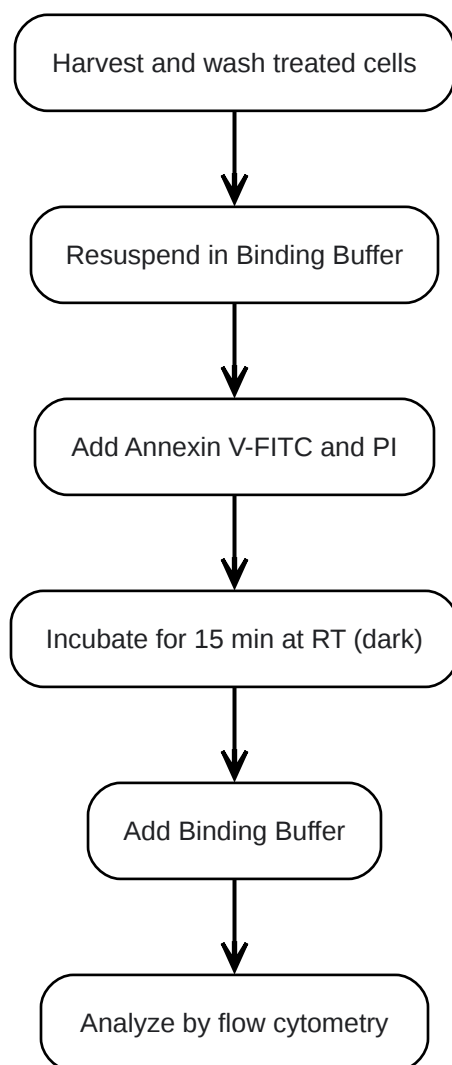 Harvest and wash treated cells
Resuspend in Binding Buffer
Add Annexin V-FITC and PI
Incubate for 15 min at RT (dark)
Add Binding Buffer
Analyze by flow cytometry